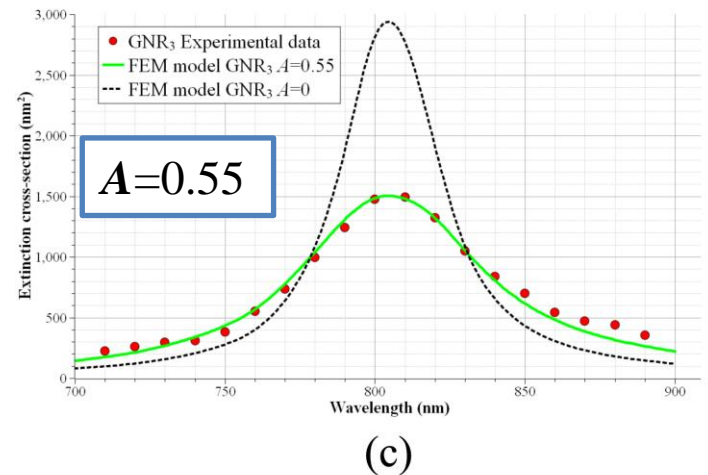 3,000
2,500
2,000
1,500
1,000
500
0
Extinction cross-section (nm²)
GNR₃ Experimental data
FEM model GNR₃ A=0.55
FEM model GNR₃ A=0
A=0.55
700 750 800 850 900
Wavelength (nm)
(c)